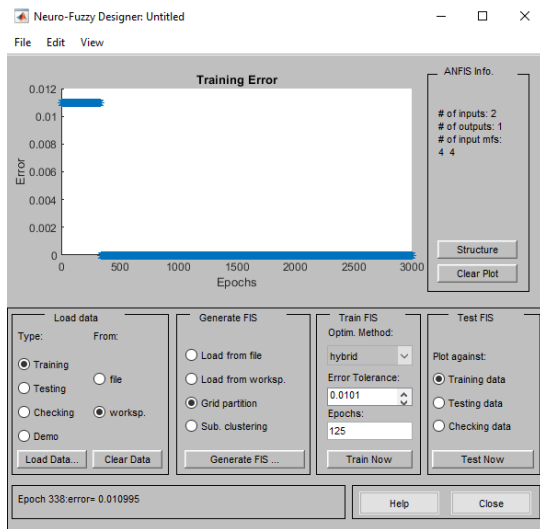 Neuro-Fuzzy Designer: Untitled
File Edit View
Training Error
0.012
0.01
0.008
0.006
0.004
0.002
0
Error
0 500 1000 1500 2000 2500 3000
Epochs
ANFIS Info.
# of inputs: 2
# of outputs: 1
# of input mfs:
4 4
Structure
Clear Plot
Load data
Type: From:
Training
Testing
Checking
Demo
file
worksp.
Load Data... Clear Data
Generate FIS
Load from file
Load from worksp.
Grid partition
Sub. clustering
Generate FIS ...
Train FIS
Optim. Method:
hybrid
Error Tolerance:
0.0101
Epochs:
125
Train Now
Test FIS
Plot against:
Training data
Testing data
Checking data
Test Now
Epoch 338:error= 0.010995
Help Close